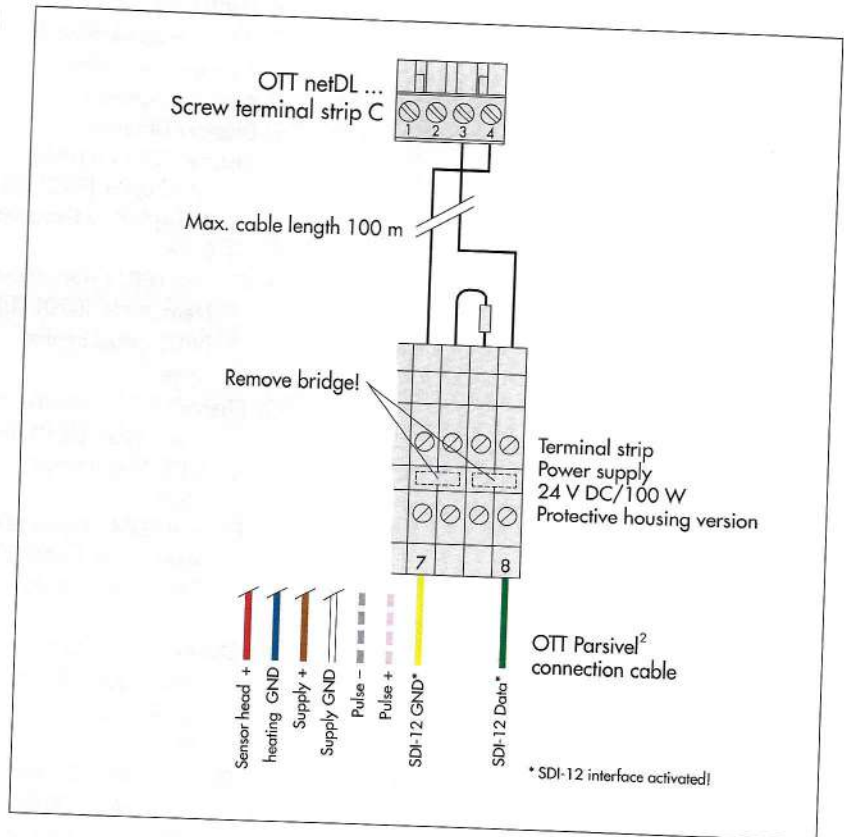 OTT netDL ...
Screw terminal strip C
1 2 3 4
Max. cable length 100 m
Remove bridge!
Terminal strip
Power supply
24 V DC/100 W
Protective housing version
7 8
Sensor head +
heating GND
Supply +
Supply GND
Pulse –
Pulse +
SDI-12 GND*
SDI-12 Data*
OTT Parsivel²
connection cable
* SDI-12 interface activated!